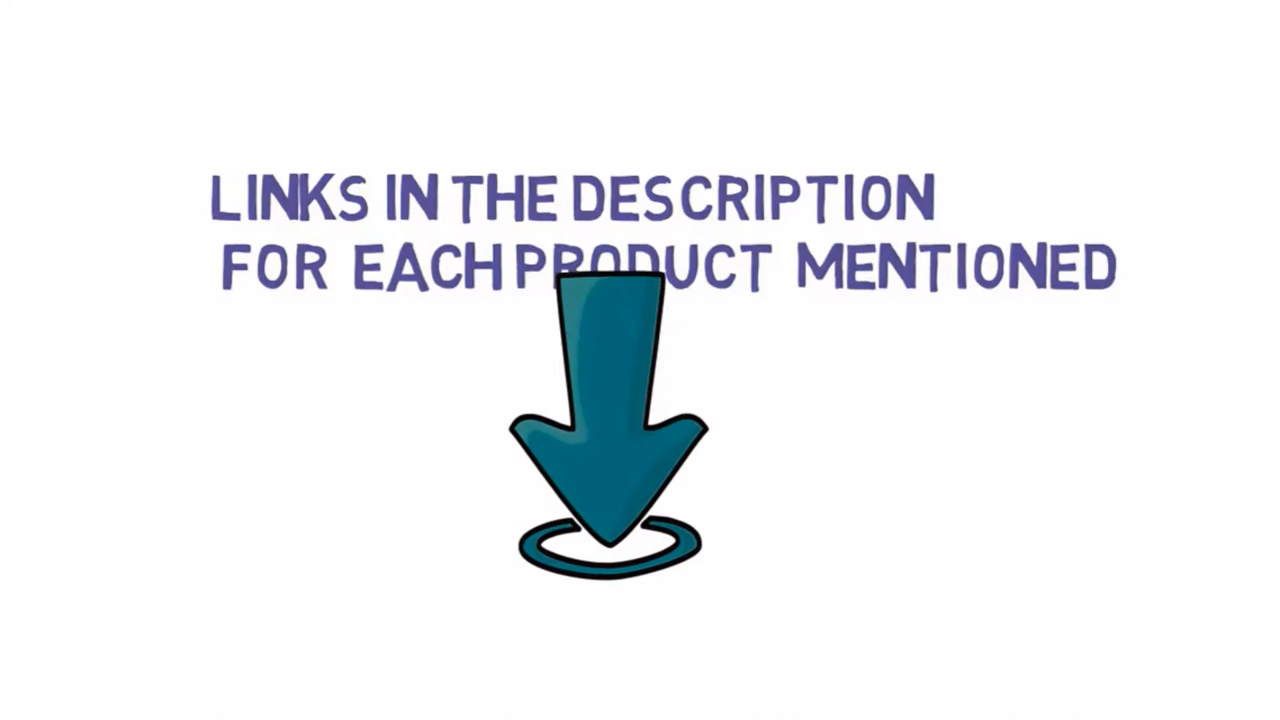 LINKS IN THE DESCRIPTION
FOR EACH PRODUCT MENTIONED